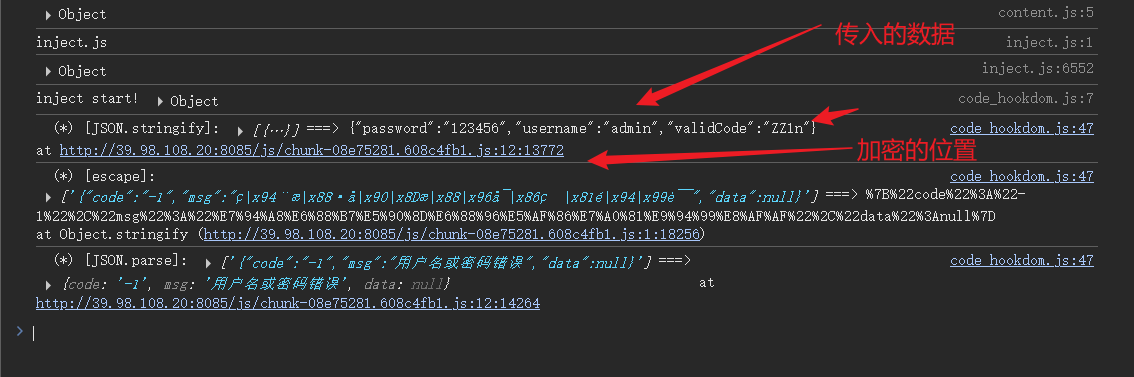 ▶ Object content.js:5
inject.js inject.js:1
▶ Object inject.js:6552
inject start! ▶ Object code_hookdom.js:7
传入的数据
(*) [JSON.stringify]: ▶ [{…}] ===> {"password":"123456","username":"admin","validCode":"ZZ1n"} code_hookdom.js:47
at http://39.98.108.20:8085/js/chunk-08e75281.608c4fb1.js:12:13772
加密的位置
(*) [escape]: code_hookdom.js:47
▶ ['{"code":"-1","msg":"ç|x94¨æ|x88·å|x90|x8Dæ|x88|x96å¯|x86ç |x81é|x94|x99è¯¯","data":null}'] ===> %7B%22code%22%3A%22-
1%22%2C%22msg%22%3A%22%E7%94%A8%E6%88%B7%E5%90%8D%E6%88%96%E5%AF%86%E7%A0%81%E9%94%99%E8%AF%AF%22%2C%22data%22%3Anull%7D
at Object.stringify (http://39.98.108.20:8085/js/chunk-08e75281.608c4fb1.js:1:18256)
(*) [JSON.parse]: ▶ ['{"code":"-1","msg":"用户名或密码错误","data":null}'] ===> code_hookdom.js:47
▶ {code: '-1', msg: '用户名或密码错误', data: null} at
http://39.98.108.20:8085/js/chunk-08e75281.608c4fb1.js:12:14264
>